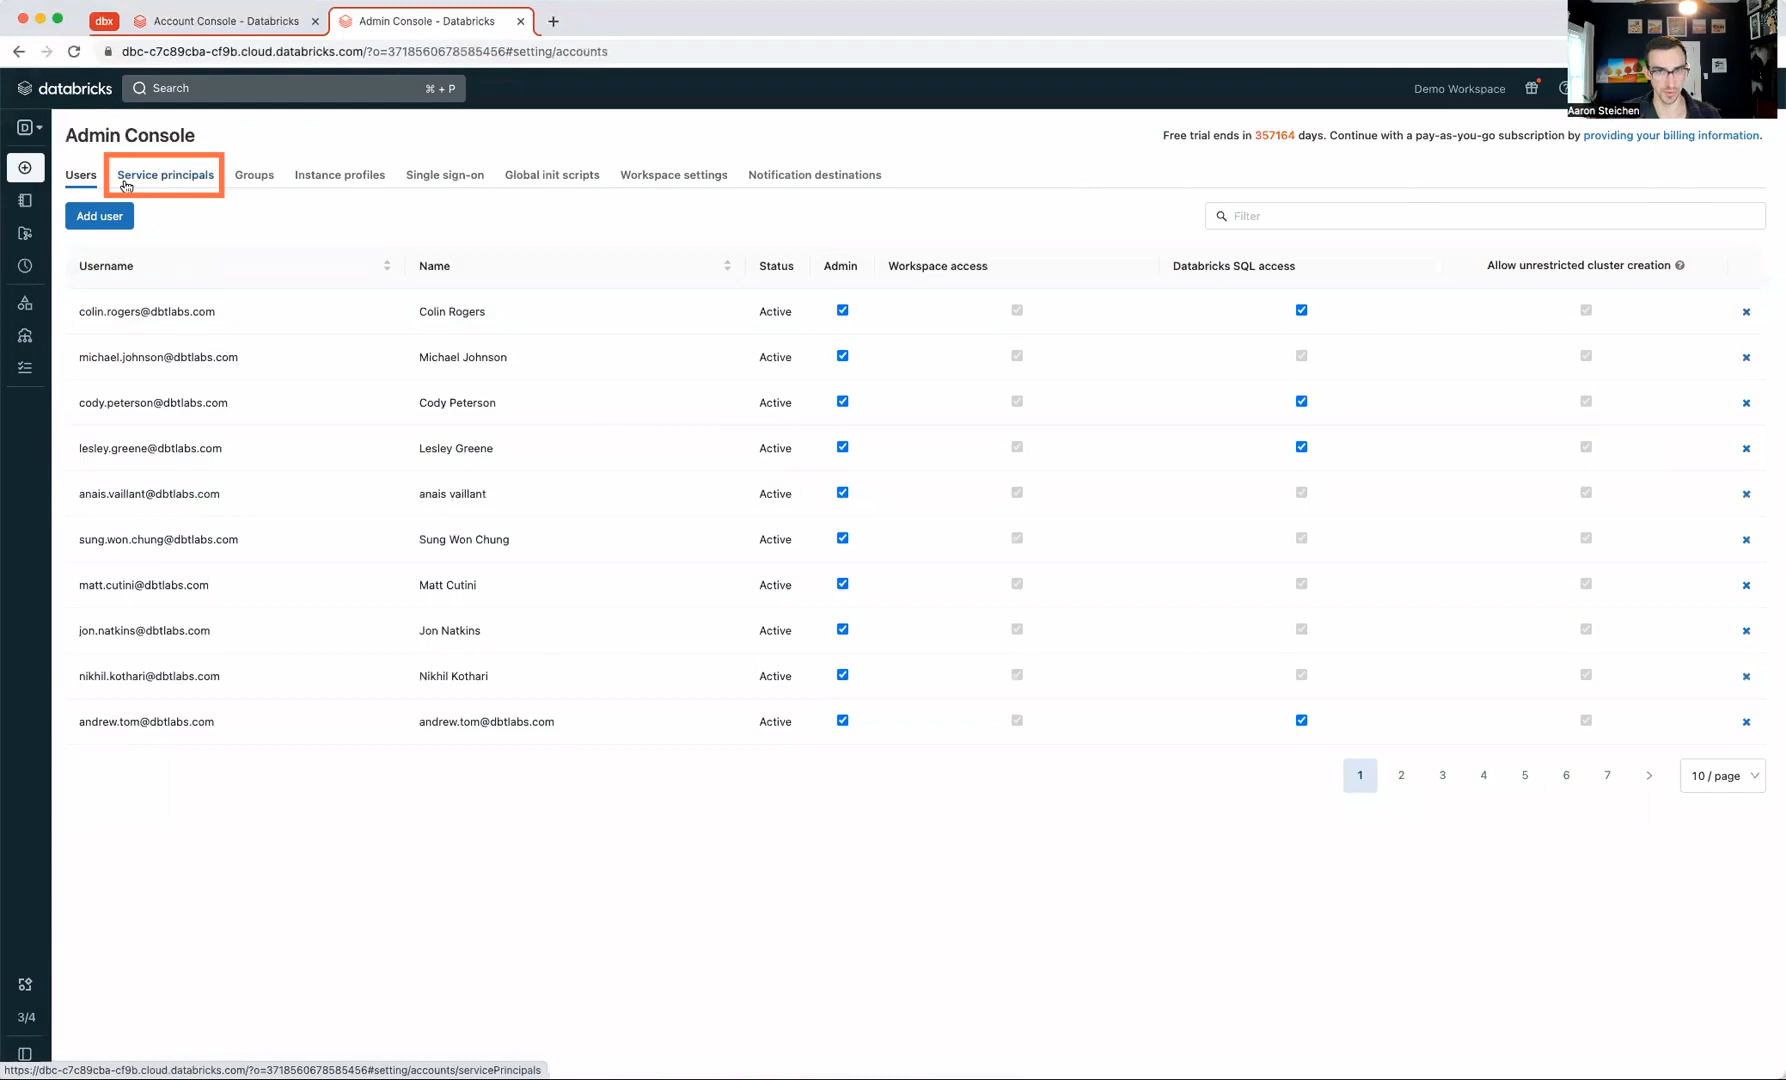 dbx
Account Console - Databricks
Admin Console - Databricks
dbc-c7c89cba-cf9b.cloud.databricks.com/?o=3718560678585456#setting/accounts
databricks
Search
⌘ + P
Demo Workspace
Aaron Steichen
D
Admin Console
Free trial ends in 357164 days. Continue with a pay-as-you-go subscription by providing your billing information.
Users Service principals Groups Instance profiles Single sign-on Global init scripts Workspace settings Notification destinations
Add user
Filter
Username Name Status Admin Workspace access Databricks SQL access Allow unrestricted cluster creation
colin.rogers@dbtlabs.com Colin Rogers Active
michael.johnson@dbtlabs.com Michael Johnson Active
cody.peterson@dbtlabs.com Cody Peterson Active
lesley.greene@dbtlabs.com Lesley Greene Active
anais.vaillant@dbtlabs.com anais vaillant Active
sung.won.chung@dbtlabs.com Sung Won Chung Active
matt.cutini@dbtlabs.com Matt Cutini Active
jon.natkins@dbtlabs.com Jon Natkins Active
nikhil.kothari@dbtlabs.com Nikhil Kothari Active
andrew.tom@dbtlabs.com andrew.tom@dbtlabs.com Active
1 2 3 4 5 6 7 10 / page
3/4
https://dbc-c7c89cba-cf9b.cloud.databricks.com/?o=3718560678585456#setting/accounts/servicePrincipals